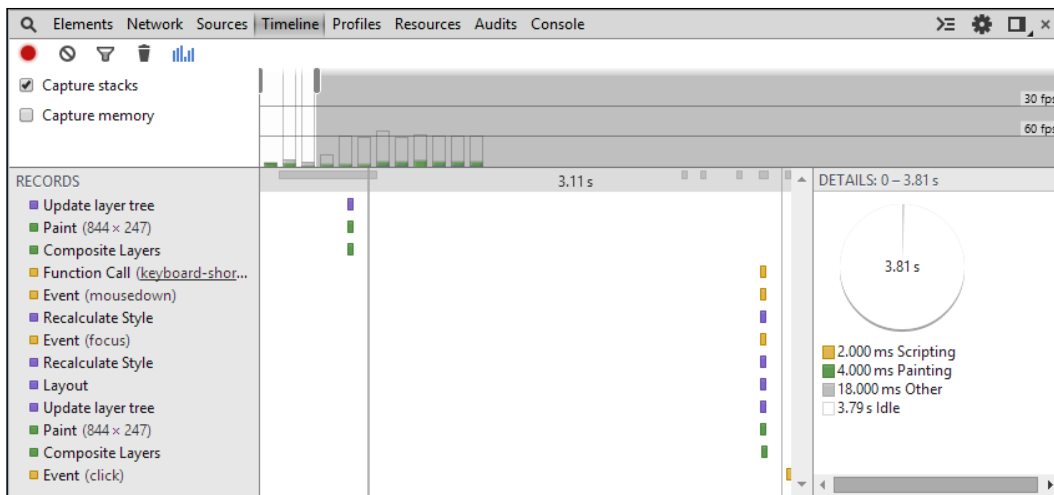 Elements Network Sources Timeline Profiles Resources Audits Console
Capture stacks
Capture memory
30 fps
60 fps
RECORDS
3.11 s
DETAILS: 0 – 3.81 s
Update layer tree
Paint (844 × 247)
Composite Layers
Function Call (keyboard-shor...
Event (mousedown)
Recalculate Style
Event (focus)
Recalculate Style
Layout
Update layer tree
Paint (844 × 247)
Composite Layers
Event (click)
3.81 s
2.000 ms Scripting
4.000 ms Painting
18.000 ms Other
3.79 s Idle